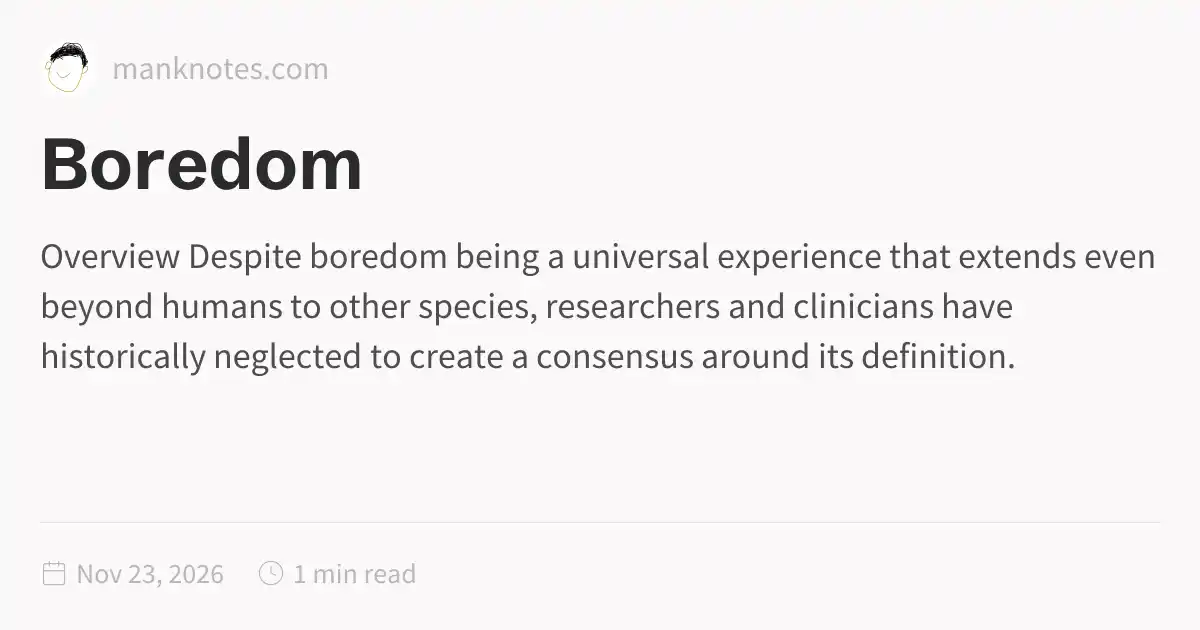 manknotes.com
Boredom
Overview Despite boredom being a universal experience that extends even
beyond humans to other species, researchers and clinicians have
historically neglected to create a consensus around its definition.
Nov 23, 2026 1 min read